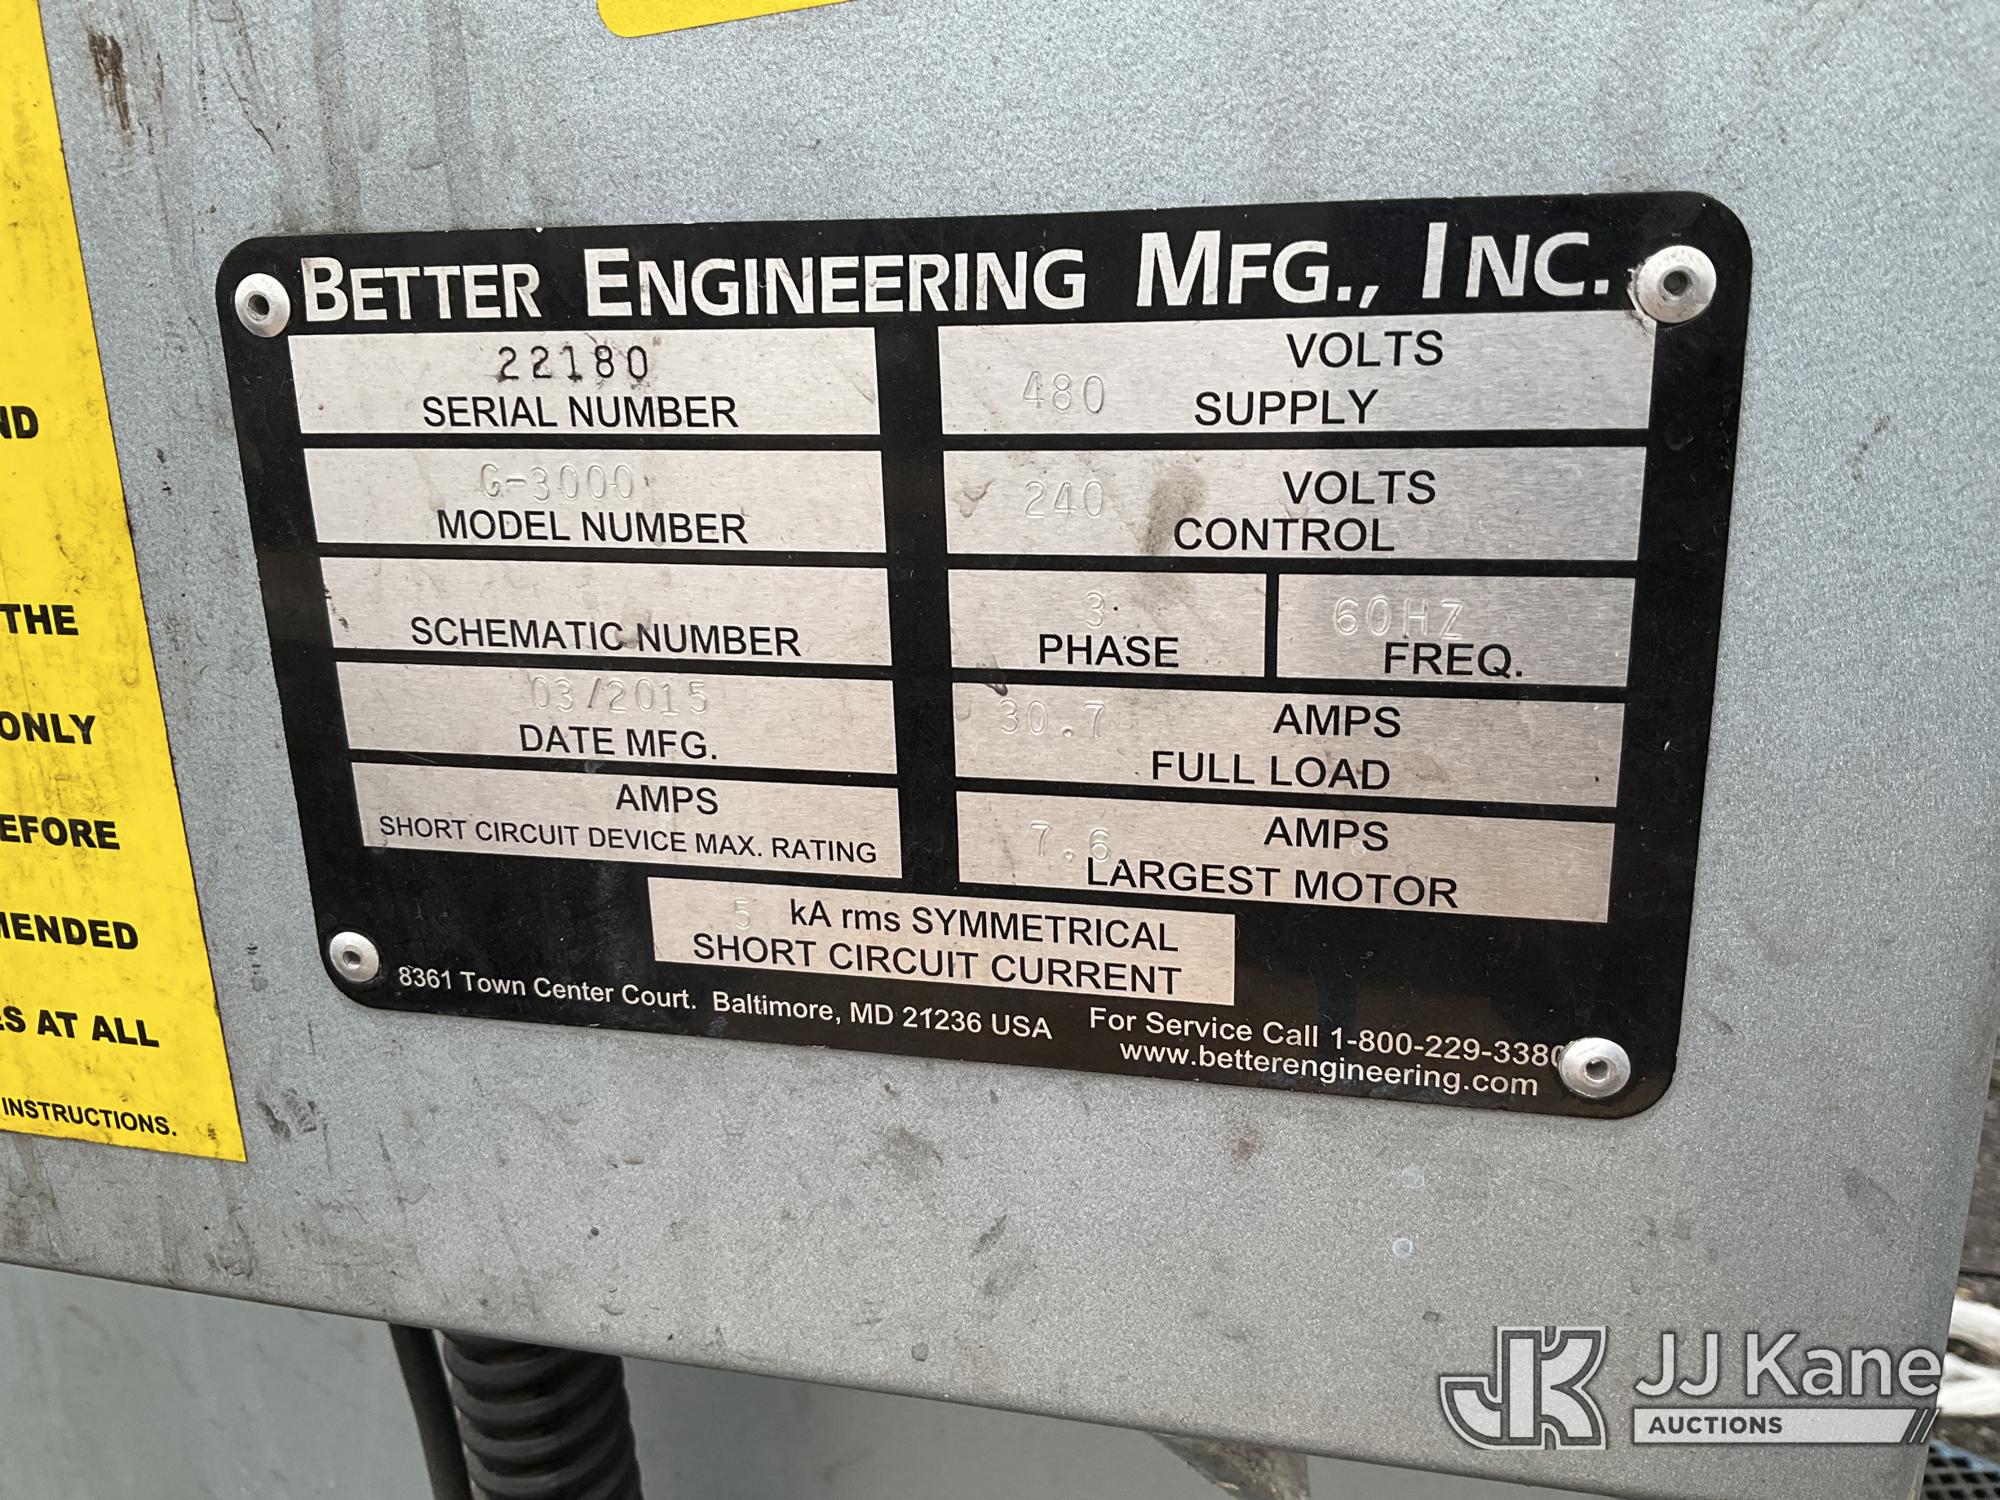 BETTER ENGINEERING MFG., INC.
22180
SERIAL NUMBER
G-3000
MODEL NUMBER
SCHEMATIC NUMBER
03/2015
DATE MFG.
AMPS
SHORT CIRCUIT DEVICE MAX. RATING
VOLTS
480 SUPPLY
240 VOLTS
CONTROL
3
PHASE
60HZ
FREQ.
30.7 AMPS
FULL LOAD
7.6 AMPS
LARGEST MOTOR
5 kA rms SYMMETRICAL
SHORT CIRCUIT CURRENT
8361 Town Center Court. Baltimore, MD 21236 USA
For Service Call 1-800-229-3380
www.betterengineering.com
ND
THE
ONLY
EFORE
MENDED
ES AT ALL
INSTRUCTIONS.
JK JJ Kane
AUCTIONS